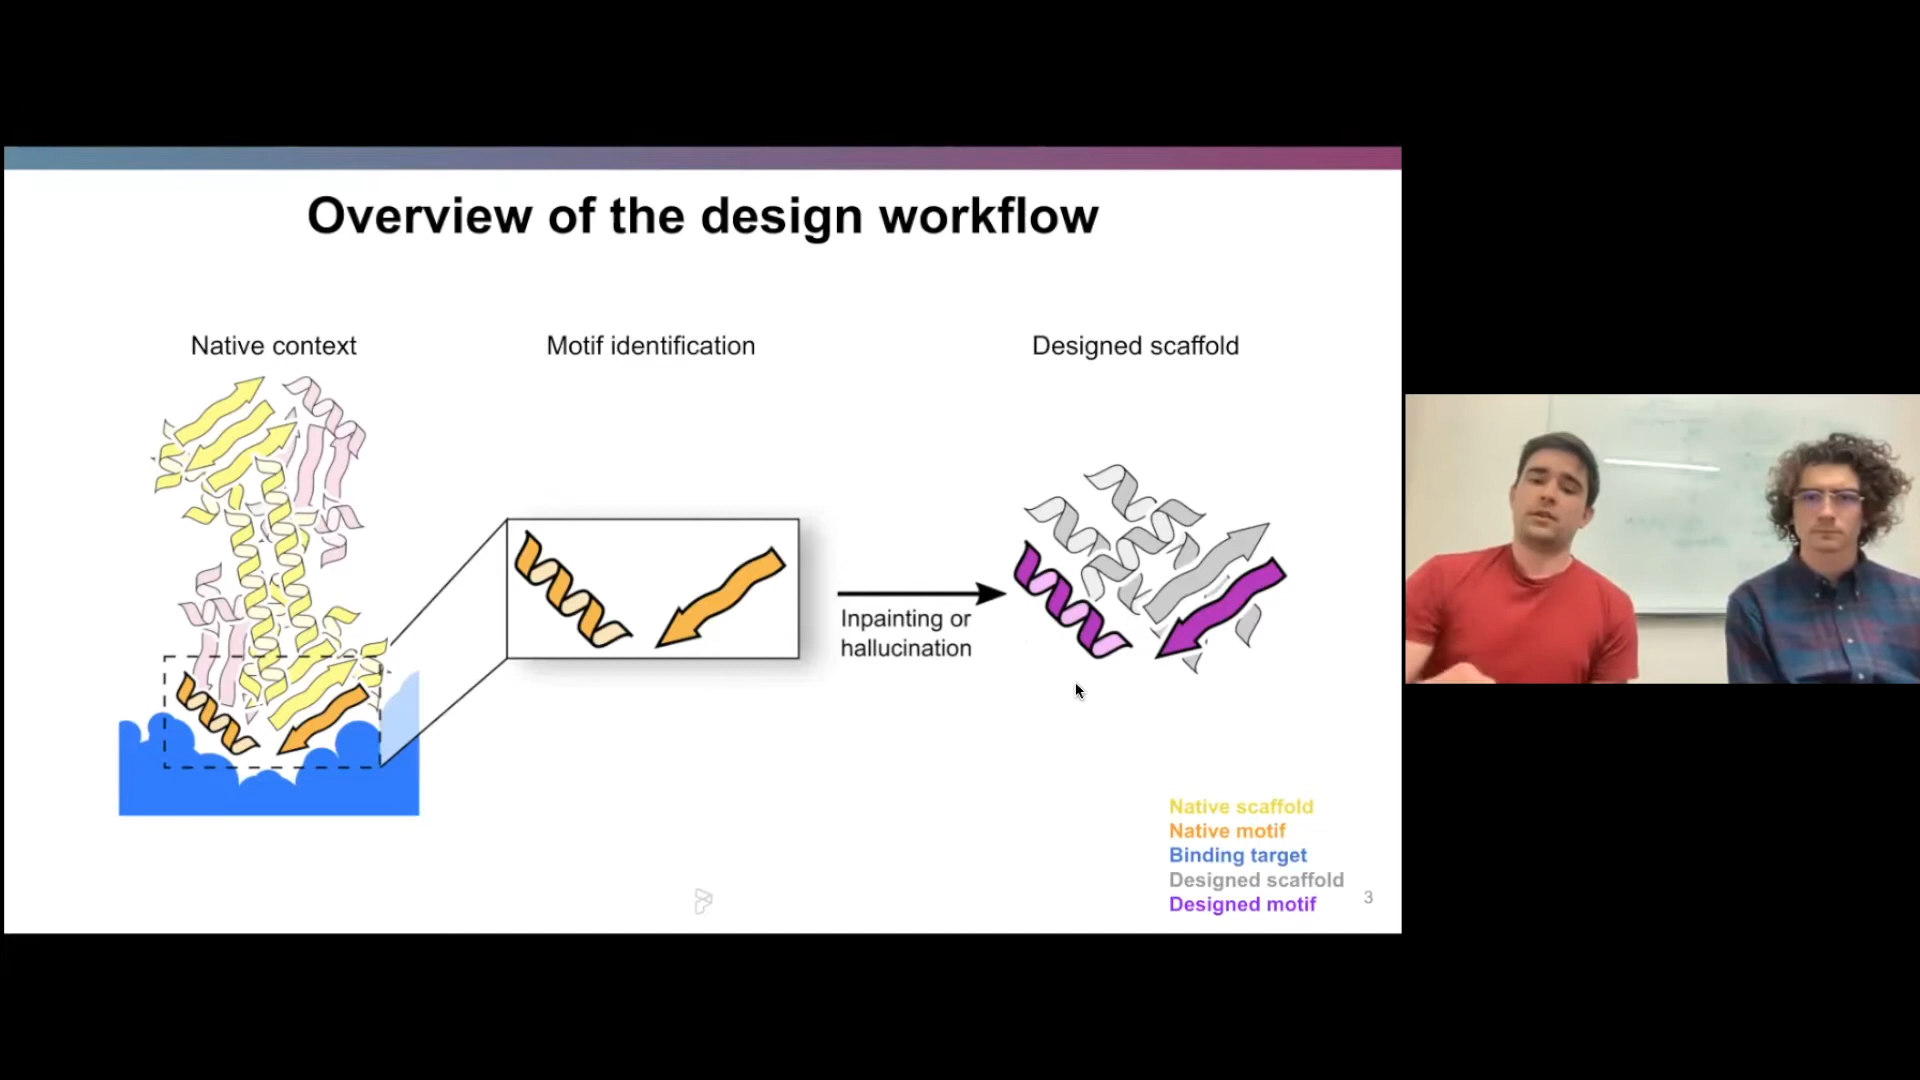 Overview of the design workflow
Native context
Motif identification
Designed scaffold
Inpainting or
hallucination
Native scaffold
Native motif
Binding target
Designed scaffold
Designed motif
3